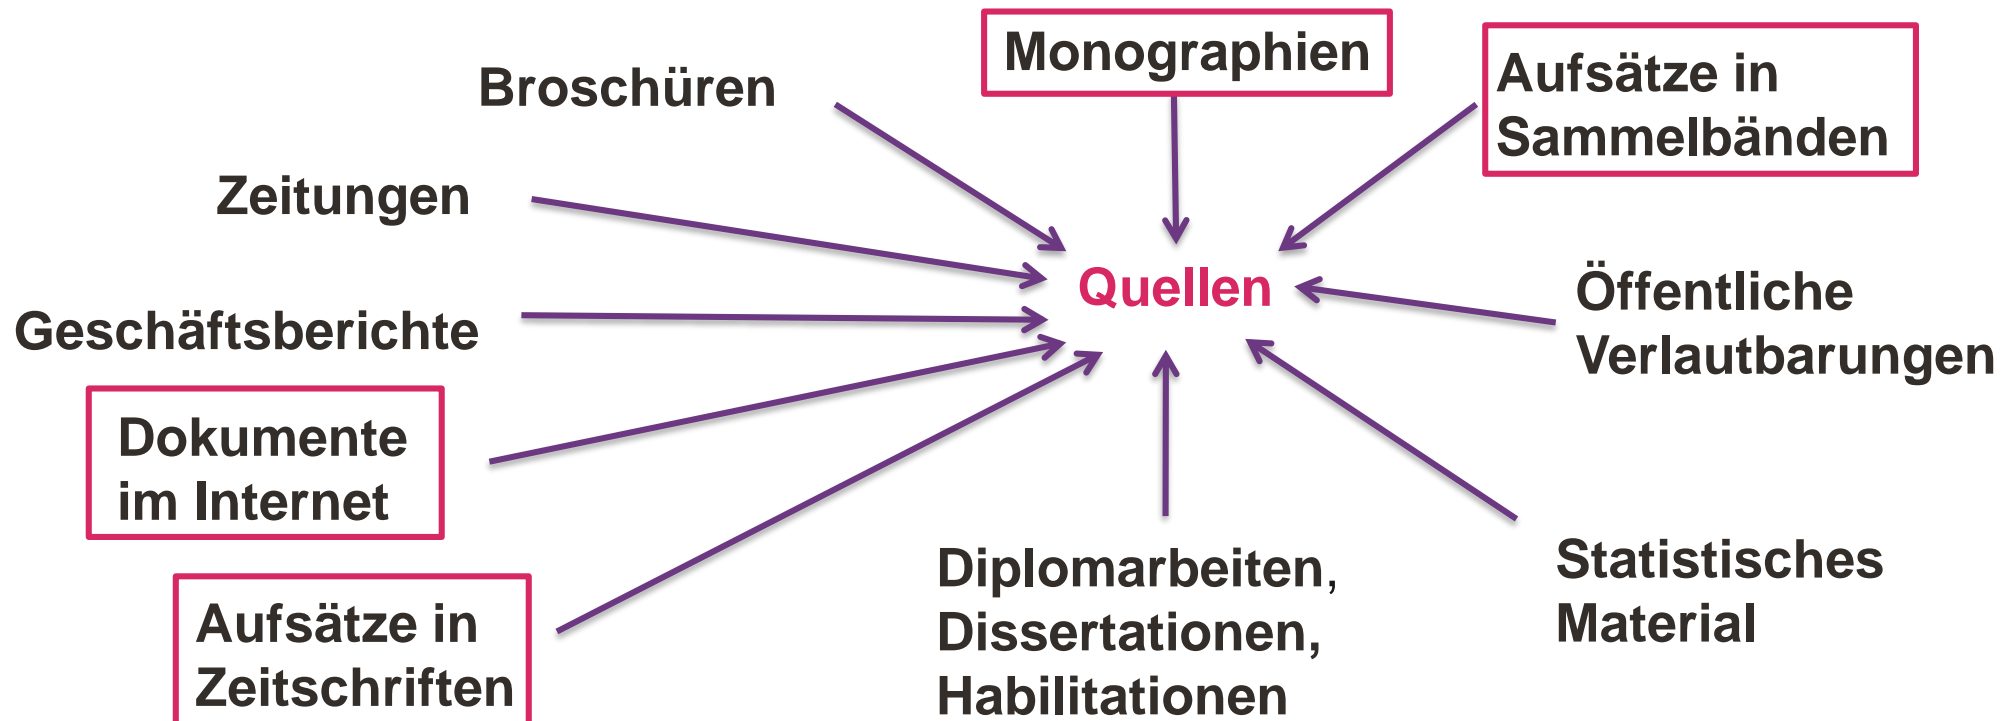 Monographien
Broschüren
Aufsätze in
Sammelbänden
Zeitungen
Quellen
Öffentliche
Verlautbarungen
Geschäftsberichte
Dokumente
im Internet
Aufsätze in
Zeitschriften
Diplomarbeiten,
Dissertationen,
Habilitationen
Statistisches
Material